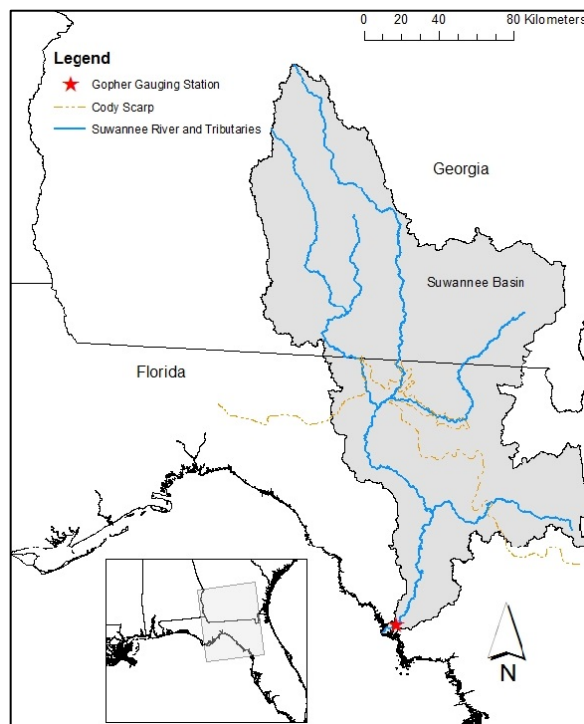 0 20 40 80 Kilometers
Legend
Gopher Gauging Station
Cody Scarp
Suwannee River and Tributaries
Georgia
Suwannee Basin
Florida
N